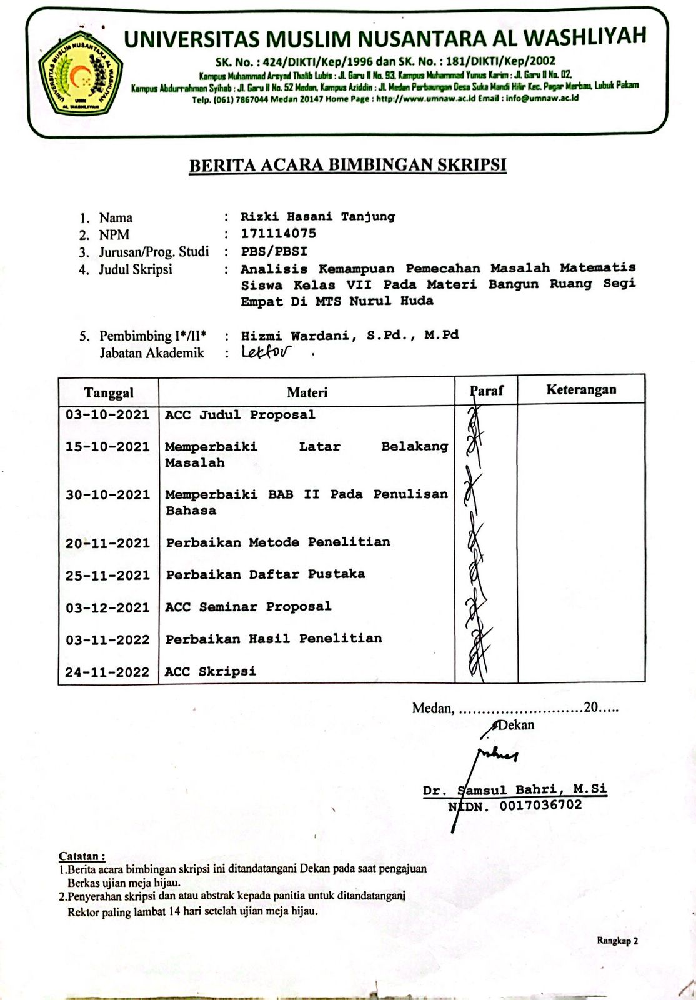 UNIVERSITAS MUSLIM NUSANTARA AL WASHLIYAH
SK. No. : 424/DIKTI/Kep/1996 dan SK. No. : 181/DIKTI/Kep/2002
Kampus Muhammad Arsyad Thalib Lubis : Jl. Garu II No. 93, Kampus Muhammad Yunus Karim : Jl. Garu II No. 02,
Kampus Abdurrahman Syihab : Jl. Garu II No. 52 Medan, Kampus Aziddin : Jl. Medan Perbaungan Desa Suka Mandi Hilir Kec. Pagar Merbau, Lubuk Pakam
Telp. (061) 7867044 Medan 20147 Home Page : http://www.umnaw.ac.id Email : info@umnaw.ac.id
UNIVERSITAS MUSLIM NUSANTARA AL WASHLIYAH
UMN
AL WASHLIYAH
BERITA ACARA BIMBINGAN SKRIPSI
1. Nama : Rizki Hasani Tanjung
2. NPM : 171114075
3. Jurusan/Prog. Studi : PBS/PBSI
4. Judul Skripsi : Analisis Kemampuan Pemecahan Masalah Matematis
Siswa Kelas VII Pada Materi Bangun Ruang Segi
Empat Di MTS Nurul Huda
5. Pembimbing I*/II* : Hizmi Wardani, S.Pd., M.Pd
Jabatan Akademik : Lektor .
Tanggal Materi Paraf Keterangan
03-10-2021 ACC Judul Proposal
15-10-2021 Memperbaiki Latar Belakang
Masalah
30-10-2021 Memperbaiki BAB II Pada Penulisan
Bahasa
20-11-2021 Perbaikan Metode Penelitian
25-11-2021 Perbaikan Daftar Pustaka
03-12-2021 ACC Seminar Proposal
03-11-2022 Perbaikan Hasil Penelitian
24-11-2022 ACC Skripsi
Medan, ...........................20.....
Dekan
Dr. Samsul Bahri, M.Si
NIDN. 0017036702
Catatan :
1.Berita acara bimbingan skripsi ini ditandatangani Dekan pada saat pengajuan
Berkas ujian meja hijau.
2.Penyerahan skripsi dan atau abstrak kepada panitia untuk ditandatangani
Rektor paling lambat 14 hari setelah ujian meja hijau.
Rangkap 2